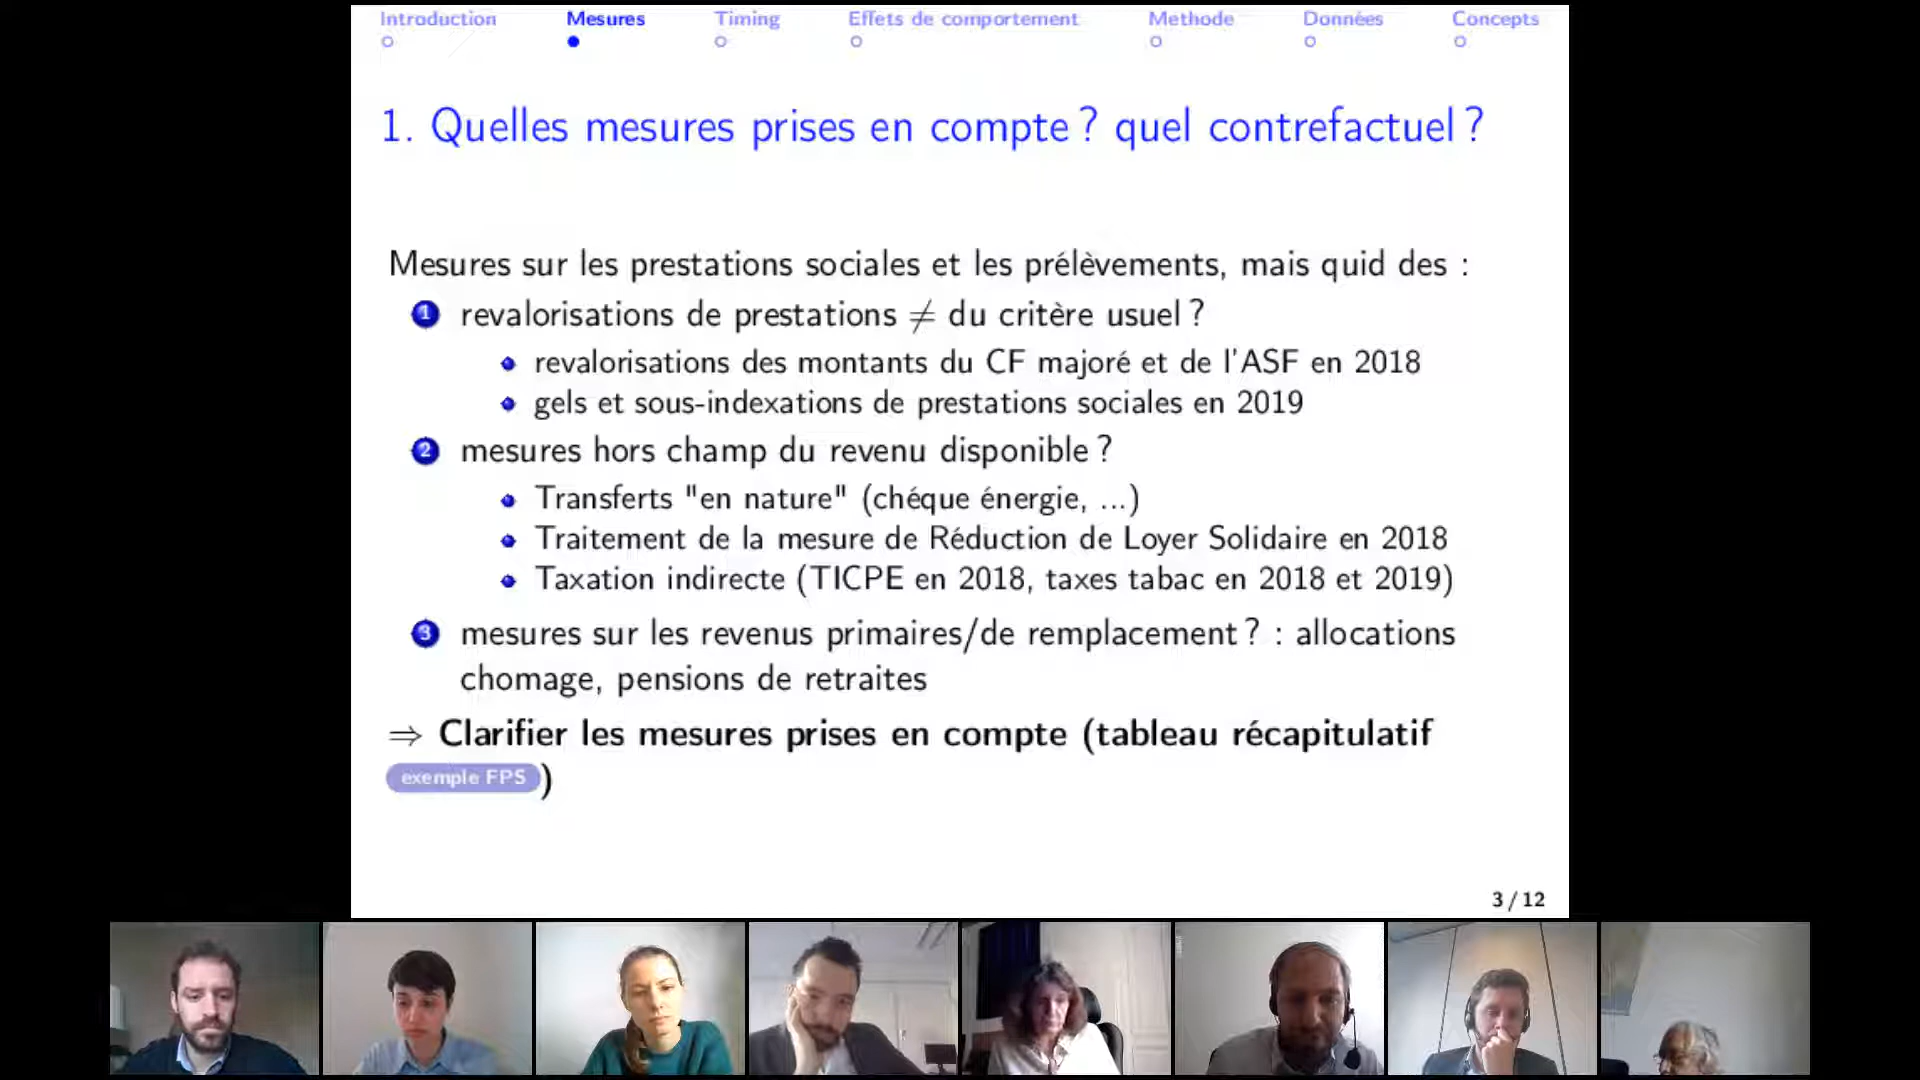 Introduction Mesures Timing Effets de comportement Methode Données Concepts
1. Quelles mesures prises en compte ? quel contrefactuel ?
Mesures sur les prestations sociales et les prélèvements, mais quid des :
1 revalorisations de prestations ≠ du critère usuel ?
revalorisations des montants du CF majoré et de l'ASF en 2018
gels et sous-indexations de prestations sociales en 2019
2 mesures hors champ du revenu disponible ?
Transferts "en nature" (chéque énergie, ...)
Traitement de la mesure de Réduction de Loyer Solidaire en 2018
Taxation indirecte (TICPE en 2018, taxes tabac en 2018 et 2019)
3 mesures sur les revenus primaires/de remplacement ? : allocations
chomage, pensions de retraites
⇒ Clarifier les mesures prises en compte (tableau récapitulatif
exemple FPS )
3 / 12